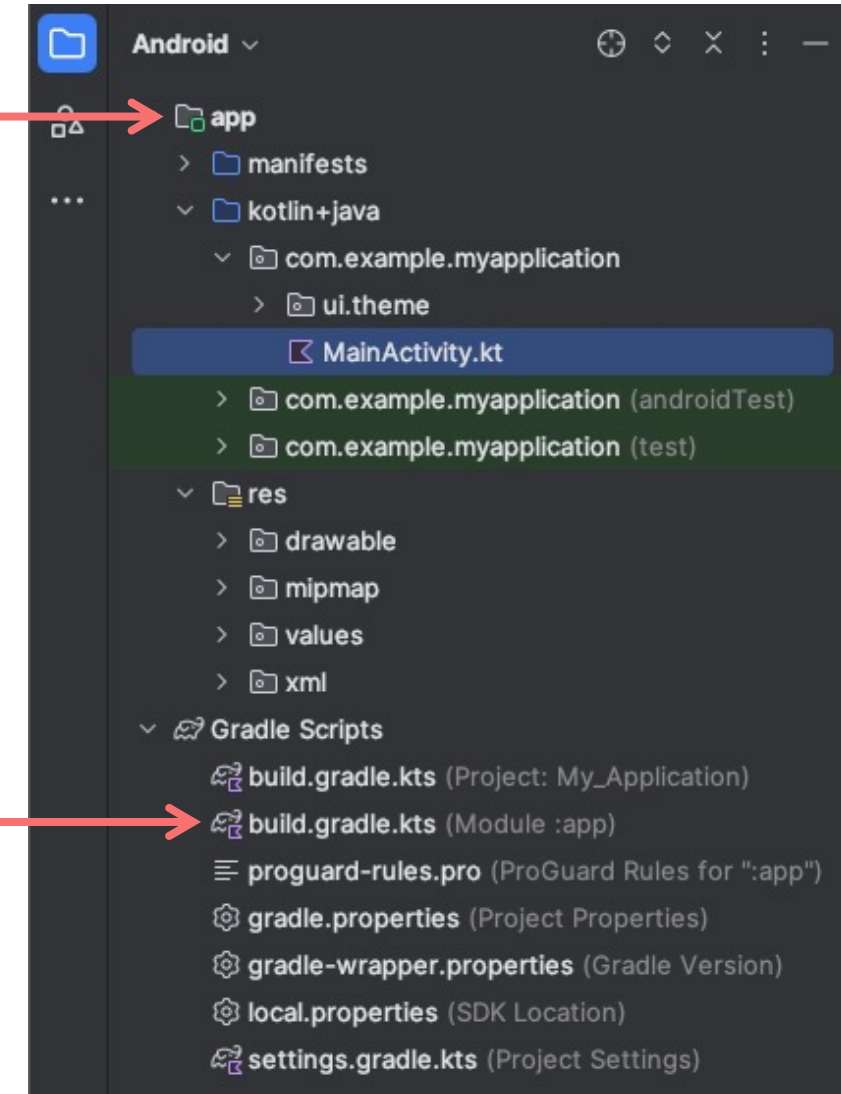 Android
app
manifests
kotlin+java
com.example.myapplication
ui.theme
MainActivity.kt
com.example.myapplication (androidTest)
com.example.myapplication (test)
res
drawable
mipmap
values
xml
Gradle Scripts
build.gradle.kts (Project: My_Application)
build.gradle.kts (Module :app)
proguard-rules.pro (ProGuard Rules for ":app")
gradle.properties (Project Properties)
gradle-wrapper.properties (Gradle Version)
local.properties (SDK Location)
settings.gradle.kts (Project Settings)